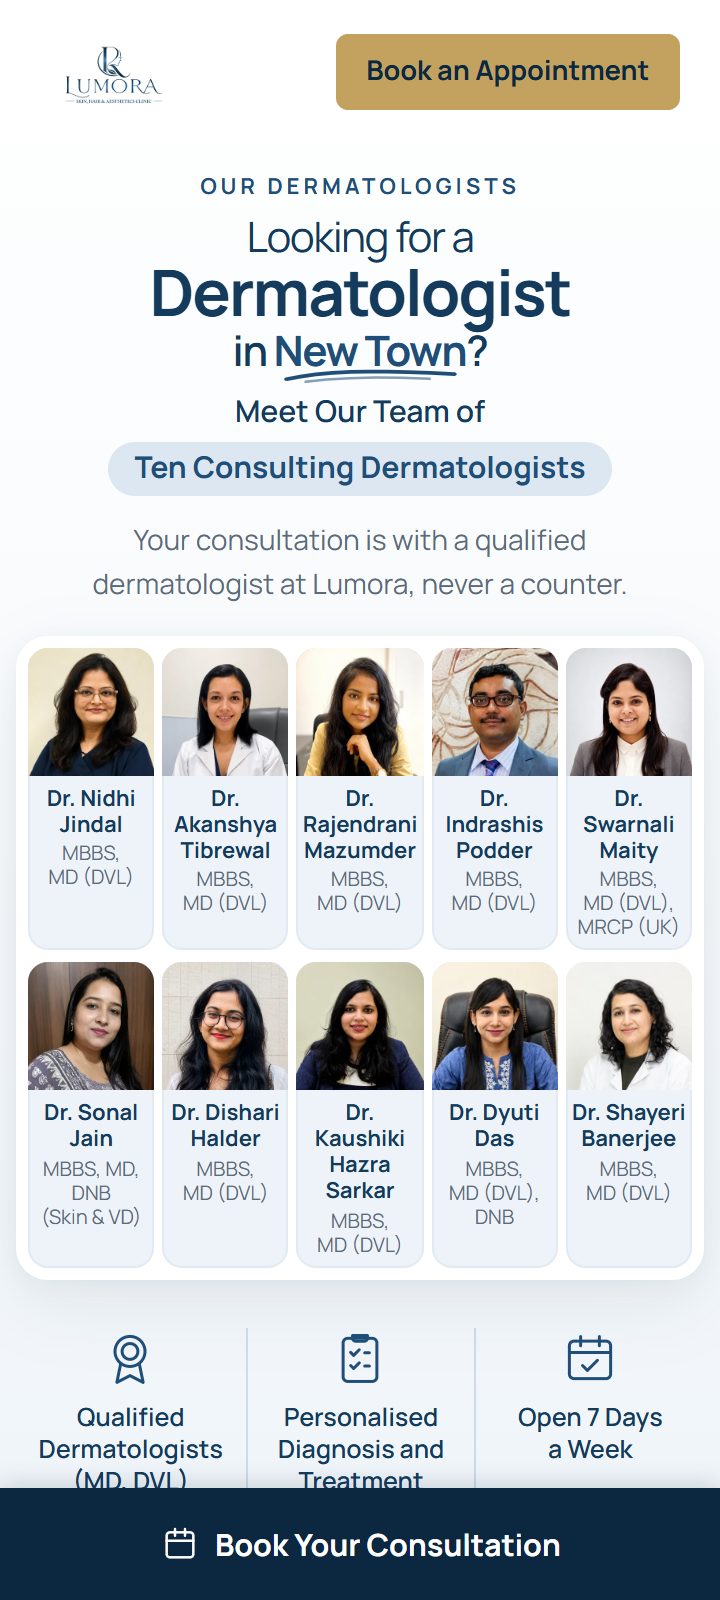 LUMORA
SKIN, HAIR & AESTHETICS CLINIC
Book an Appointment
OUR DERMATOLOGISTS
Looking for a
Dermatologist
in New Town?
Meet Our Team of
Ten Consulting Dermatologists
Your consultation is with a qualified
dermatologist at Lumora, never a counter.
Dr. Nidhi
Jindal
MBBS,
MD (DVL)
Dr.
Akanshya
Tibrewal
MBBS,
MD (DVL)
Dr.
Rajendrani
Mazumder
MBBS,
MD (DVL)
Dr.
Indrashis
Podder
MBBS,
MD (DVL)
Dr.
Swarnali
Maity
MBBS,
MD (DVL),
MRCP (UK)
Dr. Sonal
Jain
MBBS, MD,
DNB
(Skin & VD)
Dr. Dishari
Halder
MBBS,
MD (DVL)
Dr.
Kaushiki
Hazra
Sarkar
MBBS,
MD (DVL)
Dr. Dyuti
Das
MBBS,
MD (DVL),
DNB
Dr. Shayeri
Banerjee
MBBS,
MD (DVL)
Qualified
Dermatologists
(MD, DVL)
Personalised
Diagnosis and
Treatment
Open 7 Days
a Week
Book Your Consultation